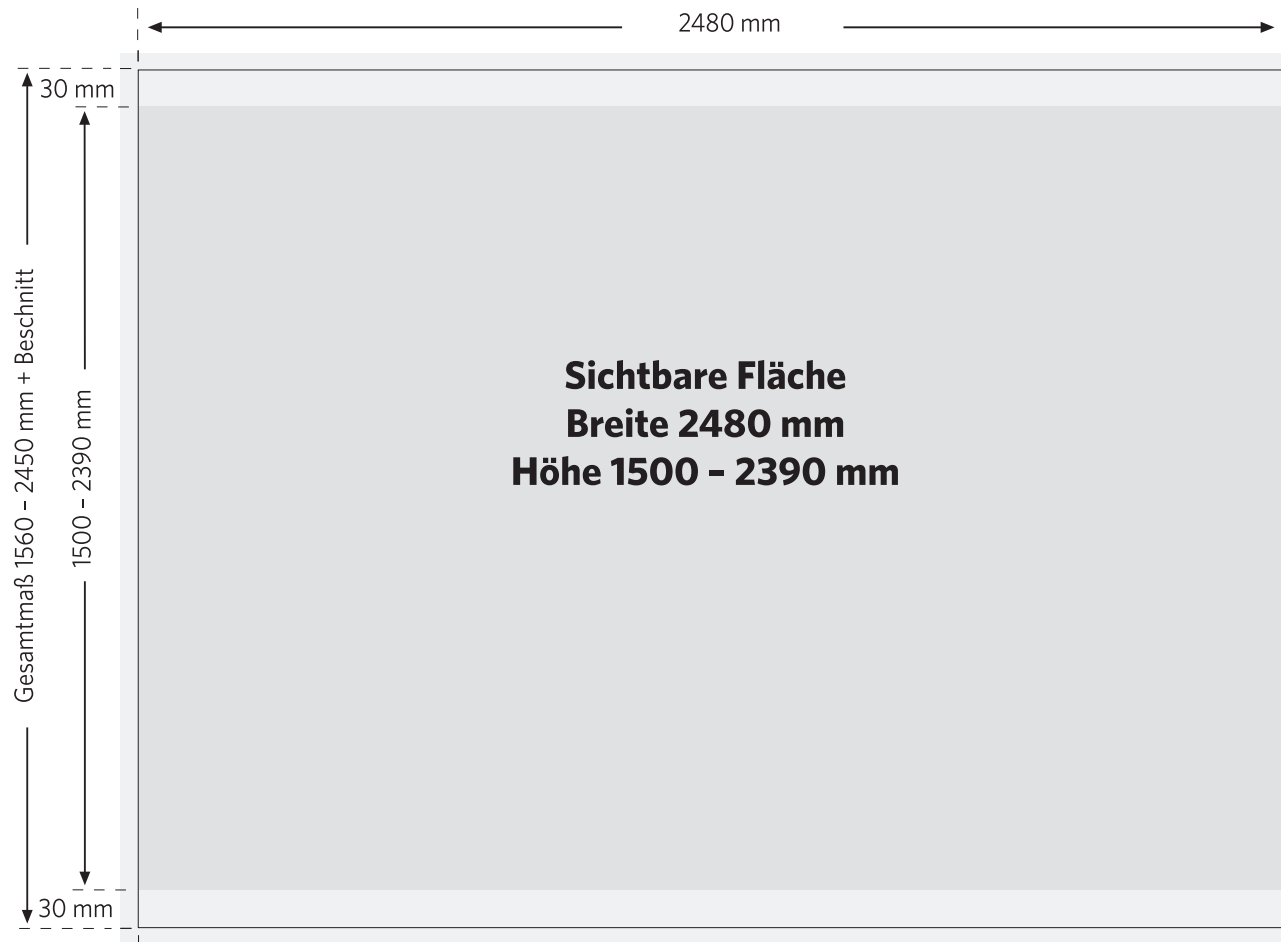 2480 mm
30 mm
Gesamtmaß 1560 – 2450 mm + Beschnitt
1500 – 2390 mm
Sichtbare Fläche
Breite 2480 mm
Höhe 1500 – 2390 mm
30 mm